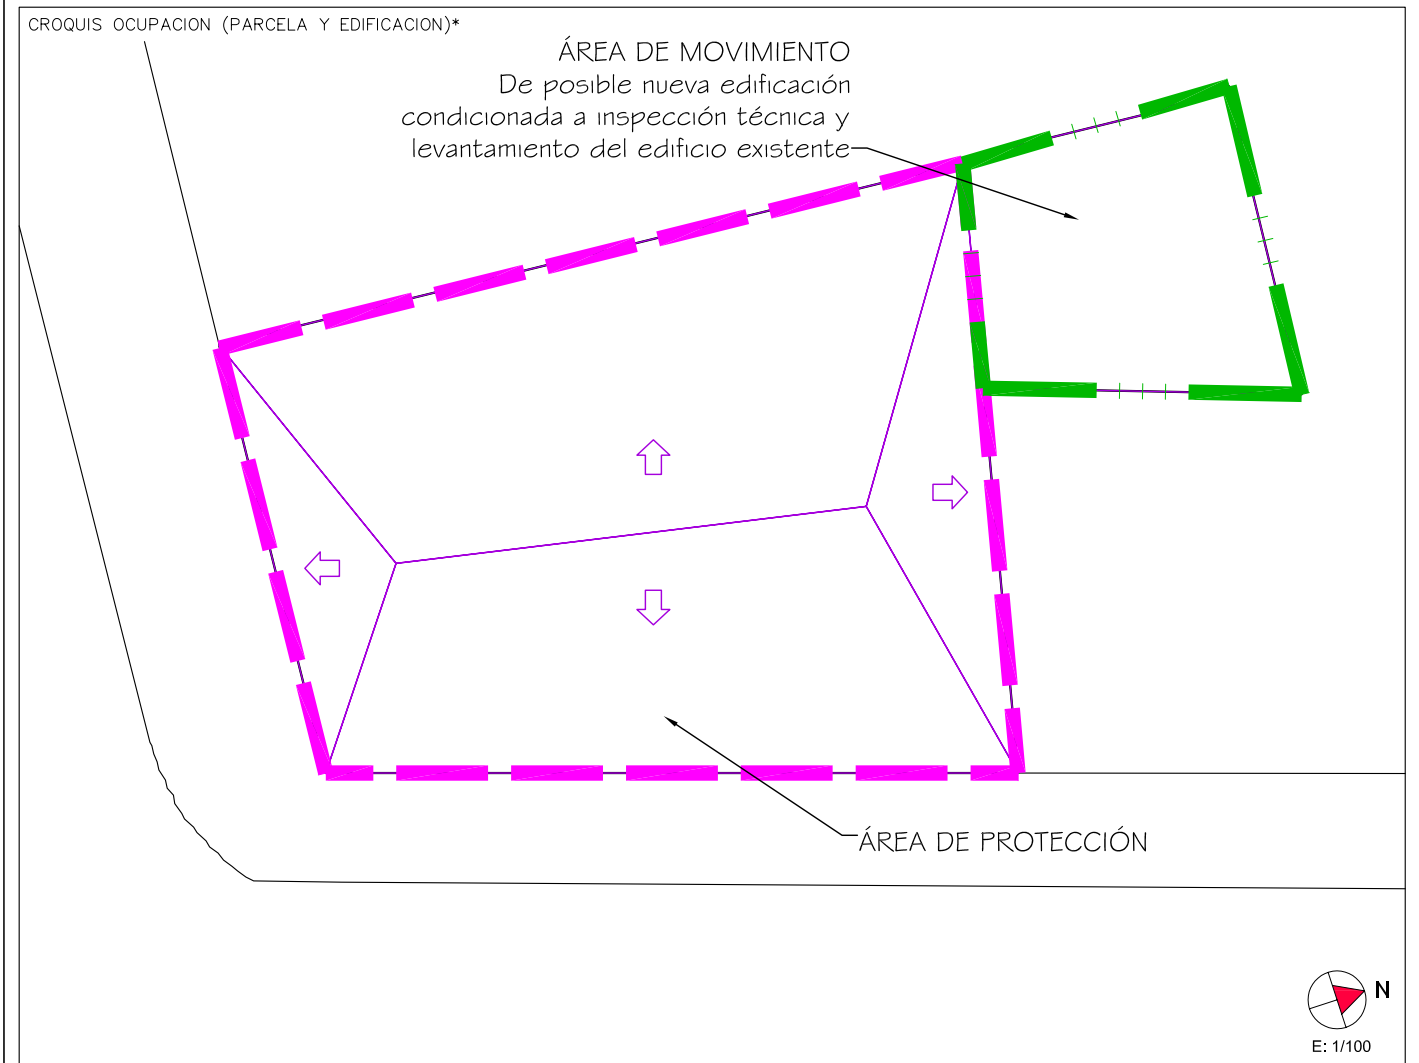 CROQUIS OCUPACION (PARCELA Y EDIFICACION)*
ÁREA DE MOVIMIENTO
De posible nueva edificación
condicionada a inspección técnica y
levantamiento del edificio existente
ÁREA DE PROTECCIÓN
N
E: 1/100